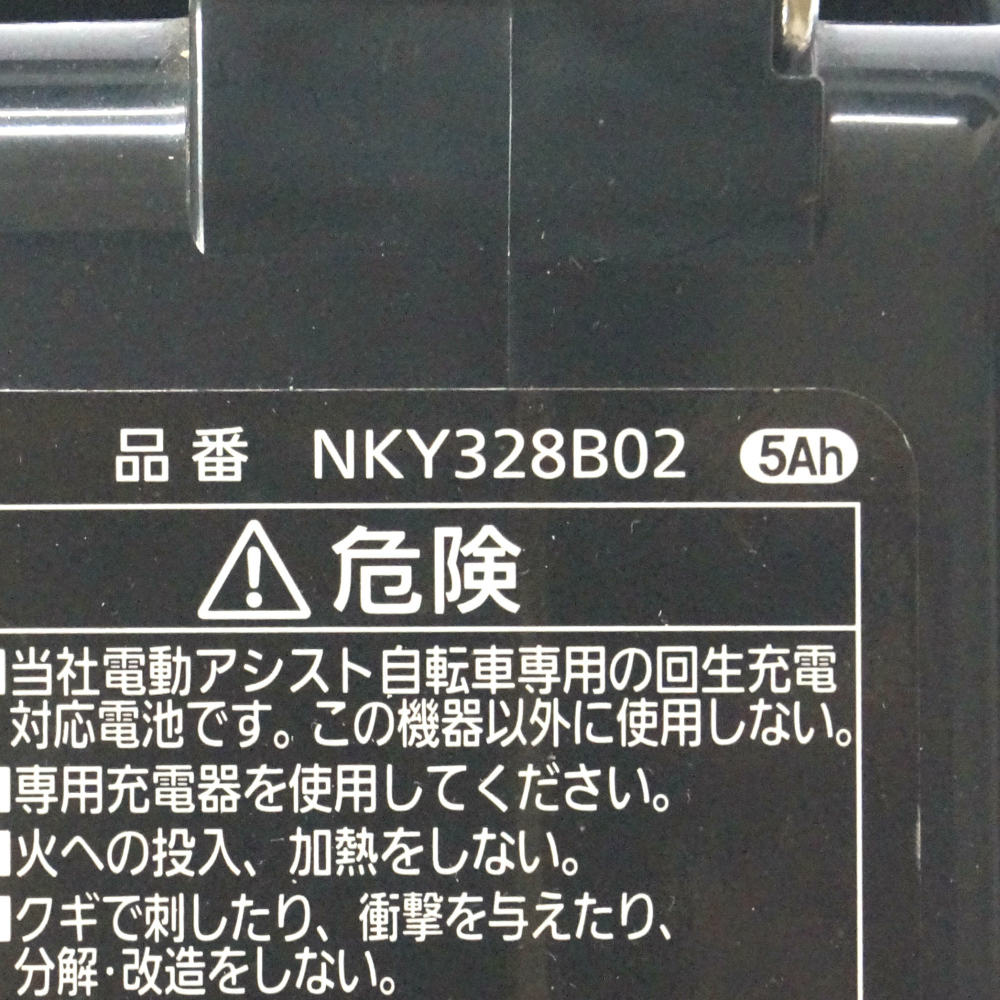 品番 NKY328B02 5Ah
危険
■当社電動アシスト自転車専用の回生充電
対応電池です。この機器以外に使用しない。
■専用充電器を使用してください。
■火への投入、加熱をしない。
■クギで刺したり、衝撃を与えたり、
分解・改造をしない。